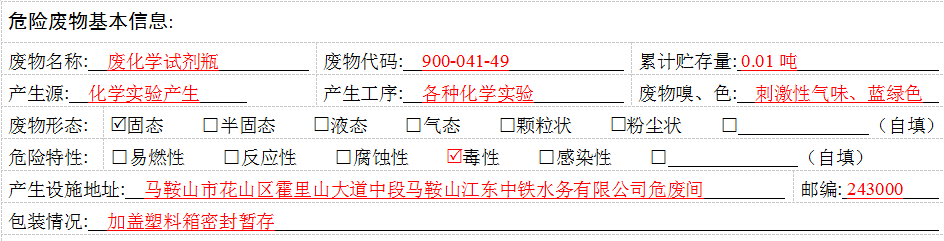 危险废物基本信息:
废物名称: 废化学试剂瓶 废物代码: 900-041-49 累计贮存量: 0.01 吨
产生源: 化学实验产生 产生工序: 各种化学实验 废物嗅、色: 刺激性气味、蓝绿色
废物形态: ☑固态 □半固态 □液态 □气态 □颗粒状 □粉尘状 □____________（自填）
危险特性: □易燃性 □反应性 □腐蚀性 ☑毒性 □感染性 □____________（自填）
产生设施地址: 马鞍山市花山区霍里山大道中段马鞍山江东中铁水务有限公司危废间 邮编: 243000
包装情况: 加盖塑料箱密封暂存